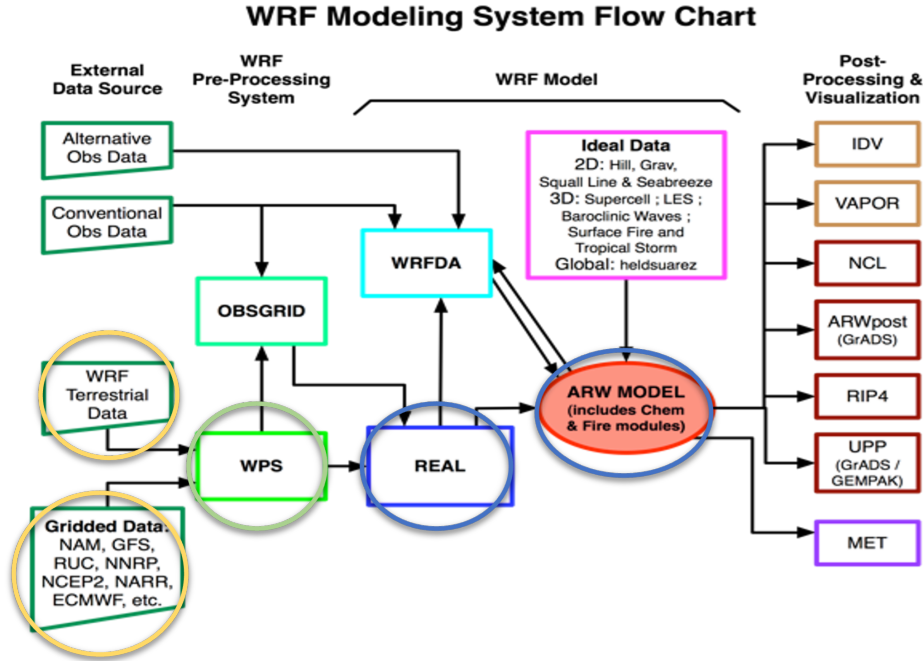 WRF Modeling System Flow Chart
External
Data Source
WRF
Pre-Processing
System
WRF Model
Post-
Processing &
Visualization
Alternative
Obs Data
Conventional
Obs Data
WRF
Terrestrial
Data
Gridded Data:
NAM, GFS,
RUC, NNRP,
NCEP2, NARR,
ECMWF, etc.
OBSGRID
WPS
WRFDA
REAL
Ideal Data
2D: Hill, Grav,
Squall Line & Seabreeze
3D: Supercell ; LES ;
Baroclinic Waves ;
Surface Fire and
Tropical Storm
Global: heldsuarez
ARW MODEL
(includes Chem
& Fire modules)
IDV
VAPOR
NCL
ARWpost
(GrADS)
RIP4
UPP
(GrADS /
GEMPAK)
MET